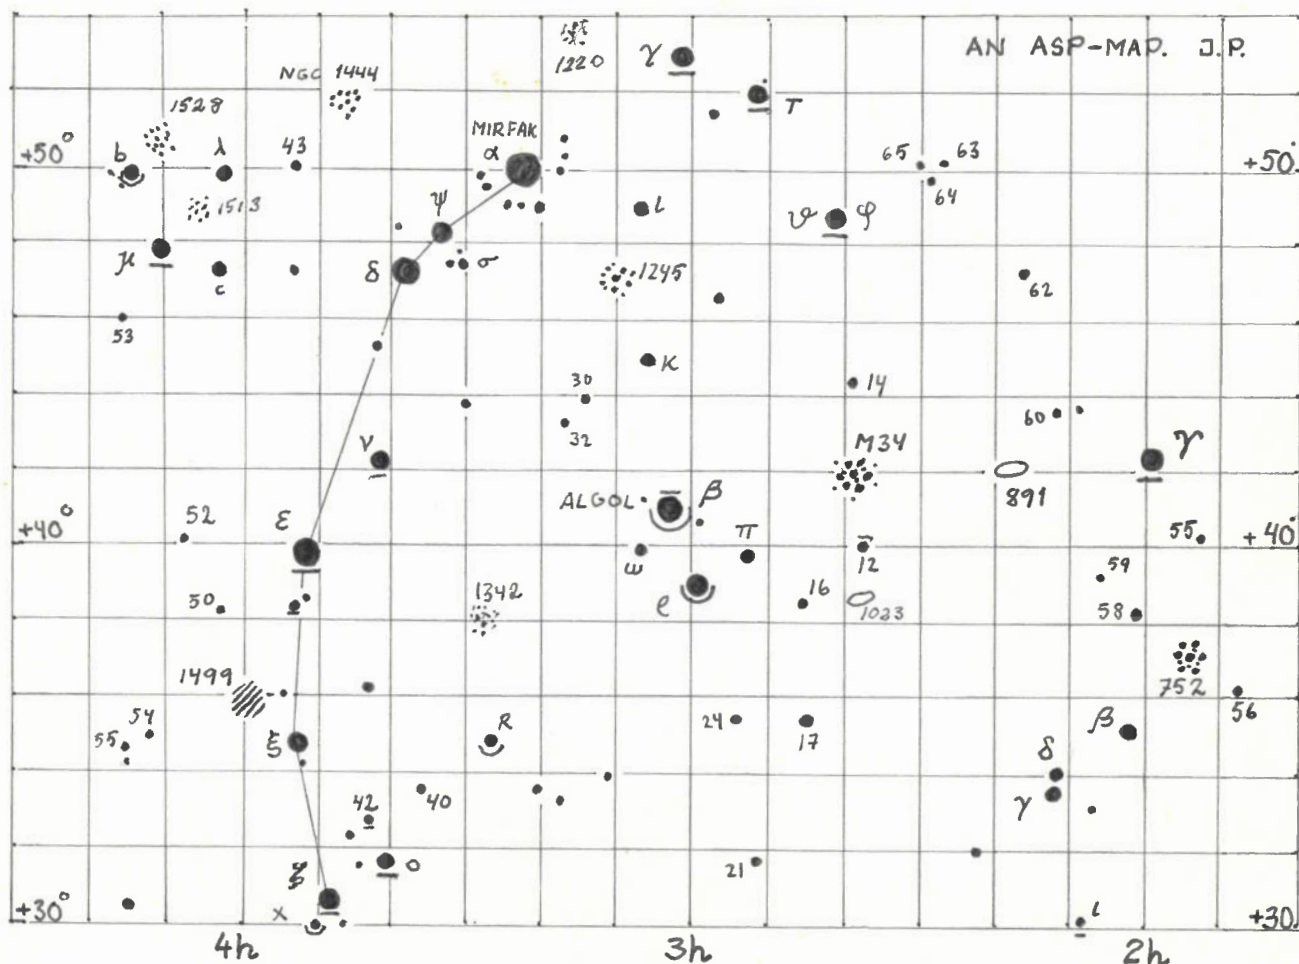 AN ASP-MAP. J.P.
1220
γ
NGC 1444
τ
1528
MIRFAK
α
+50°
b
λ
43
65
63
+50°
64
1513
ψ
ι
ϑ
φ
μ
c
δ
σ
1245
62
53
κ
30
14
32
60
ν
M34
γ
891
ALGOL
β
+40°
52
ε
ω
π
12
55
+40°
59
50
1342
ρ
16
1023
58
1499
752
56
54
55
ξ
R
24
17
β
δ
γ
42
40
ο
21
ζ
x
ι
+30°
+30
4h
3h
2h